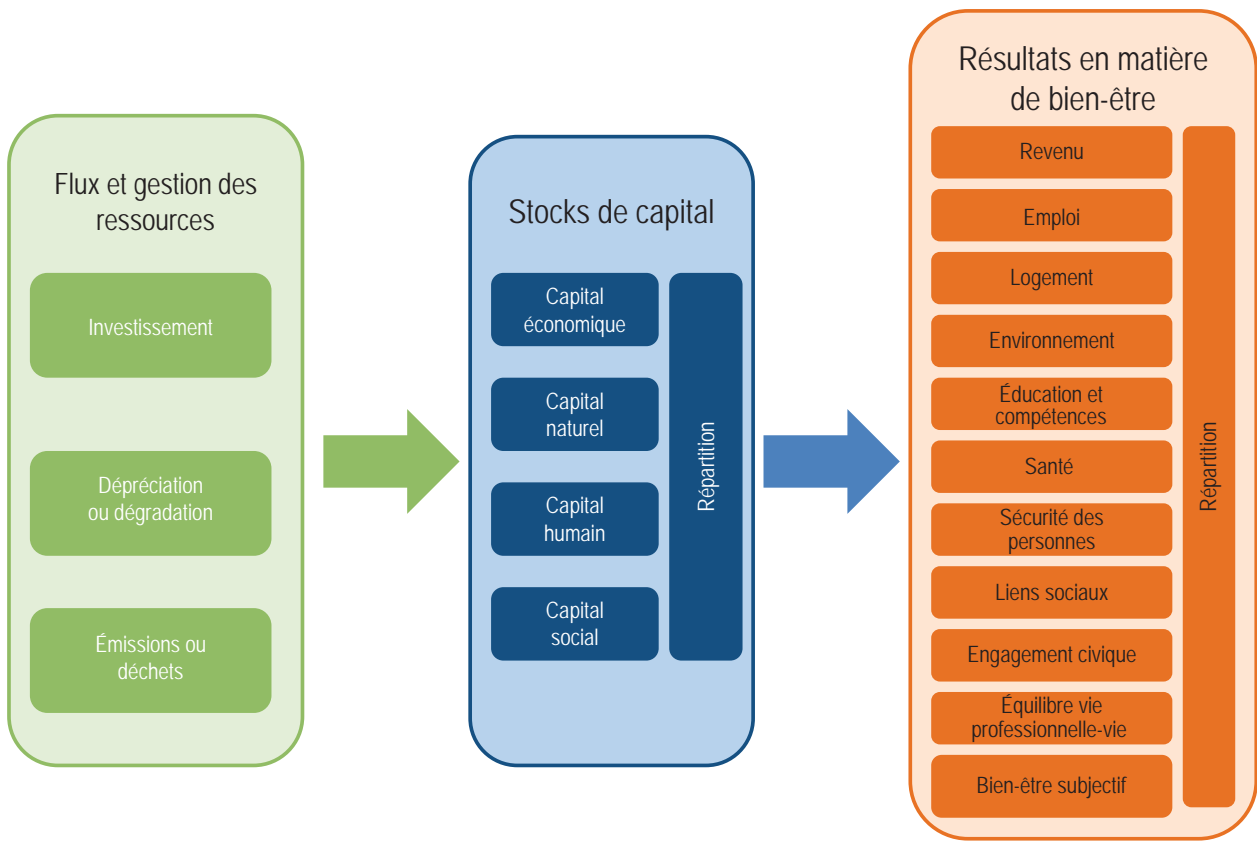 Flux et gestion des
ressources
Investissement
Dépréciation
ou dégradation
Émissions ou
déchets
Stocks de capital
Capital
économique
Capital
naturel
Capital
humain
Capital
social
Répartition
Résultats en matière
de bien-être
Revenu
Emploi
Logement
Environnement
Éducation et
compétences
Santé
Sécurité des
personnes
Liens sociaux
Engagement civique
Équilibre vie
professionnelle-vie
Bien-être subjectif
Répartition